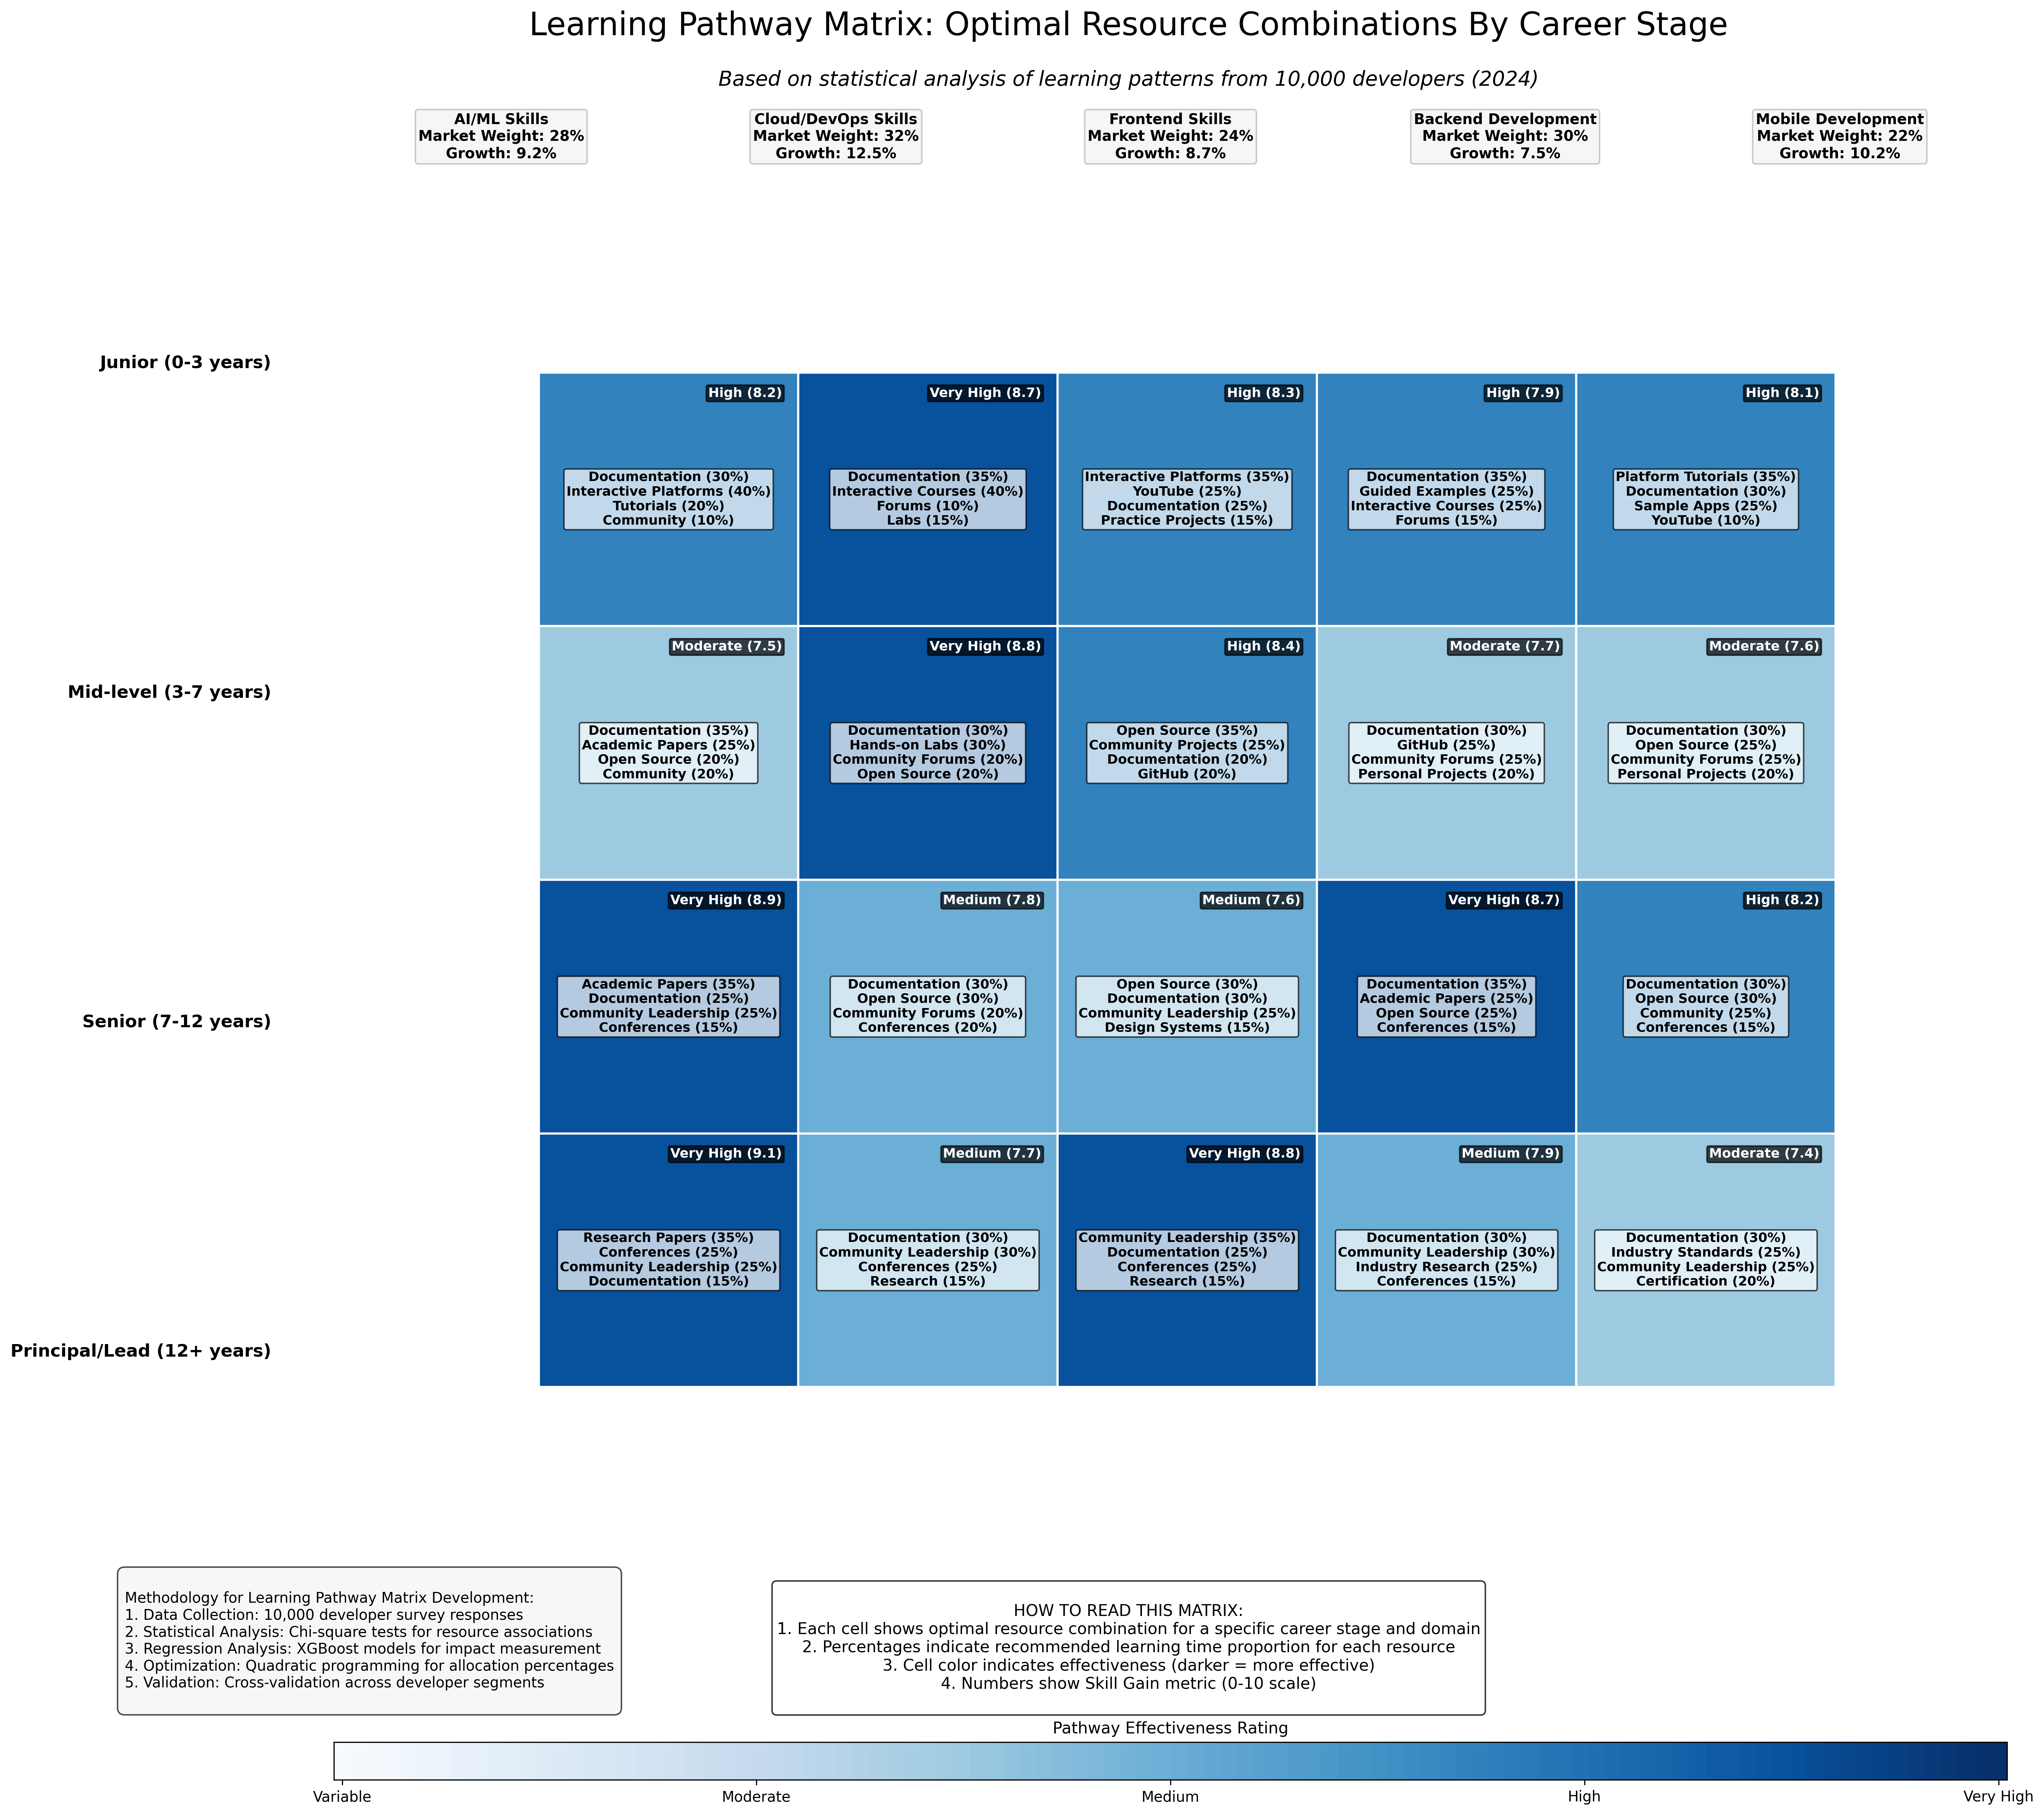 Learning Pathway Matrix: Optimal Resource Combinations By Career Stage
Based on statistical analysis of learning patterns from 10,000 developers (2024)
AI/ML Skills
Market Weight: 28%
Growth: 9.2%
Cloud/DevOps Skills
Market Weight: 32%
Growth: 12.5%
Frontend Skills
Market Weight: 24%
Growth: 8.7%
Backend Development
Market Weight: 30%
Growth: 7.5%
Mobile Development
Market Weight: 22%
Growth: 10.2%
Junior (0-3 years)
High (8.2)
Documentation (30%)
Interactive Platforms (40%)
Tutorials (20%)
Community (10%)
Very High (8.7)
Documentation (35%)
Interactive Courses (40%)
Forums (10%)
Labs (15%)
High (8.3)
Interactive Platforms (35%)
YouTube (25%)
Documentation (25%)
Practice Projects (15%)
High (7.9)
Documentation (35%)
Guided Examples (25%)
Interactive Courses (25%)
Forums (15%)
High (8.1)
Platform Tutorials (35%)
Documentation (30%)
Sample Apps (25%)
YouTube (10%)
Mid-level (3-7 years)
Moderate (7.5)
Documentation (35%)
Academic Papers (25%)
Open Source (20%)
Community (20%)
Very High (8.8)
Documentation (30%)
Hands-on Labs (30%)
Community Forums (20%)
Open Source (20%)
High (8.4)
Open Source (35%)
Community Projects (25%)
Documentation (20%)
GitHub (20%)
Moderate (7.7)
Documentation (30%)
GitHub (25%)
Community Forums (25%)
Personal Projects (20%)
Moderate (7.6)
Documentation (30%)
Open Source (25%)
Community Forums (25%)
Personal Projects (20%)
Senior (7-12 years)
Very High (8.9)
Academic Papers (35%)
Documentation (25%)
Community Leadership (25%)
Conferences (15%)
Medium (7.8)
Documentation (30%)
Open Source (30%)
Community Forums (20%)
Conferences (20%)
Medium (7.6)
Open Source (30%)
Documentation (30%)
Community Leadership (25%)
Design Systems (15%)
Very High (8.7)
Documentation (35%)
Academic Papers (25%)
Open Source (25%)
Conferences (15%)
High (8.2)
Documentation (30%)
Open Source (30%)
Community (25%)
Conferences (15%)
Principal/Lead (12+ years)
Very High (9.1)
Research Papers (35%)
Conferences (25%)
Community Leadership (25%)
Documentation (15%)
Medium (7.7)
Documentation (30%)
Community Leadership (30%)
Conferences (25%)
Research (15%)
Very High (8.8)
Community Leadership (35%)
Documentation (25%)
Conferences (25%)
Research (15%)
Medium (7.9)
Documentation (30%)
Community Leadership (30%)
Industry Research (25%)
Conferences (15%)
Moderate (7.4)
Documentation (30%)
Industry Standards (25%)
Community Leadership (25%)
Certification (20%)
Methodology for Learning Pathway Matrix Development:
1. Data Collection: 10,000 developer survey responses
2. Statistical Analysis: Chi-square tests for resource associations
3. Regression Analysis: XGBoost models for impact measurement
4. Optimization: Quadratic programming for allocation percentages
5. Validation: Cross-validation across developer segments
HOW TO READ THIS MATRIX:
1. Each cell shows optimal resource combination for a specific career stage and domain
2. Percentages indicate recommended learning time proportion for each resource
3. Cell color indicates effectiveness (darker = more effective)
4. Numbers show Skill Gain metric (0-10 scale)
Pathway Effectiveness Rating
Variable
Moderate
Medium
High
Very High